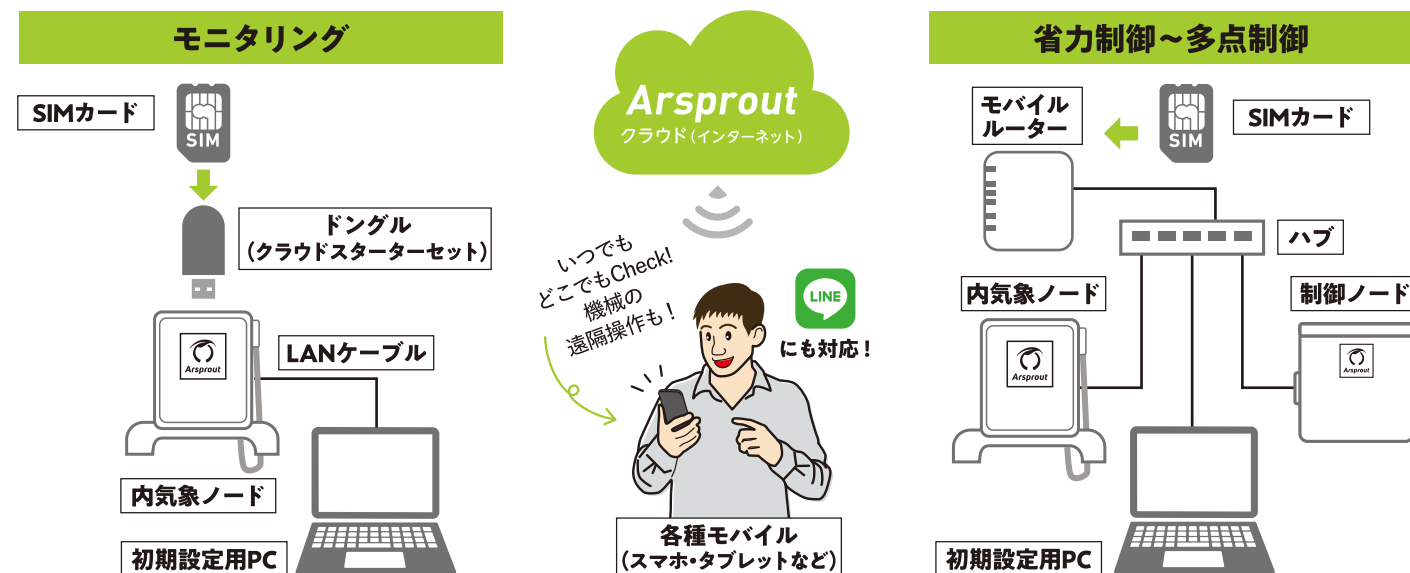 モニタリング
SIMカード
SIM
ドングル
(クラウドスターターセット)
Arsprout
LANケーブル
内気象ノード
初期設定用PC
Arsprout
クラウド(インターネット)
いつでも
どこでもCheck!
機械の
遠隔操作も！
LINE
にも対応！
各種モバイル
(スマホ・タブレットなど)
省力制御～多点制御
モバイル
ルーター
SIM
SIMカード
ハブ
内気象ノード
制御ノード
Arsprout
Arsprout
初期設定用PC